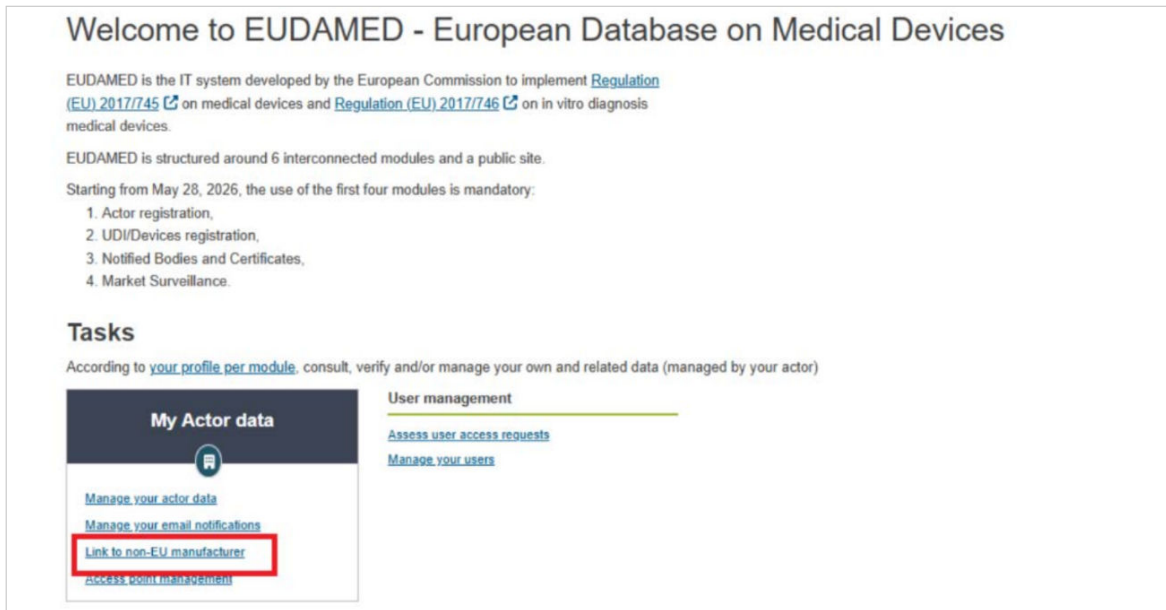 Welcome to EUDAMED - European Database on Medical Devices
EUDAMED is the IT system developed by the European Commission to implement Regulation
(EU) 2017/745 on medical devices and Regulation (EU) 2017/746 on in vitro diagnosis
medical devices.
EUDAMED is structured around 6 interconnected modules and a public site.
Starting from May 28, 2026, the use of the first four modules is mandatory:
1. Actor registration,
2. UDI/Devices registration,
3. Notified Bodies and Certificates,
4. Market Surveillance.
Tasks
According to your profile per module, consult, verify and/or manage your own and related data (managed by your actor)
My Actor data
Manage your actor data
Manage your email notifications
Link to non-EU manufacturer
Access point management
User management
Assess user access requests
Manage your users